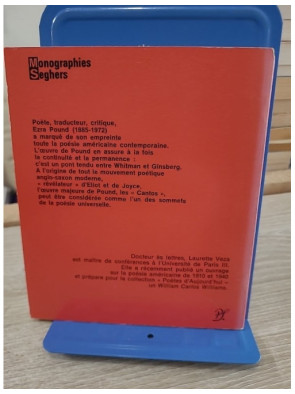 Monographies
Seghers
Poète, traducteur, critique,
Ezra Pound (1885-1972)
a marqué de son empreinte
toute la poésie américaine contemporaine.
L'œuvre de Pound en assure à la fois
la continuité et la permanence :
c'est un pont tendu entre Whitman et Ginsberg.
A l'origine de tout le mouvement poétique
anglo-saxon moderne,
« révélateur » d'Eliot et de Joyce,
l'œuvre majeure de Pound, les « Cantos »,
peut être considérée comme l'un des sommets
de la poésie universelle.
Docteur ès lettres, Laurette Veza
est maître de conférences à l'Université de Paris III.
Elle a récemment publié un ouvrage
sur la poésie américaine de 1910 à 1940
et prépare pour la collection « Poètes d'Aujourd'hui »
un William Carlos Williams.